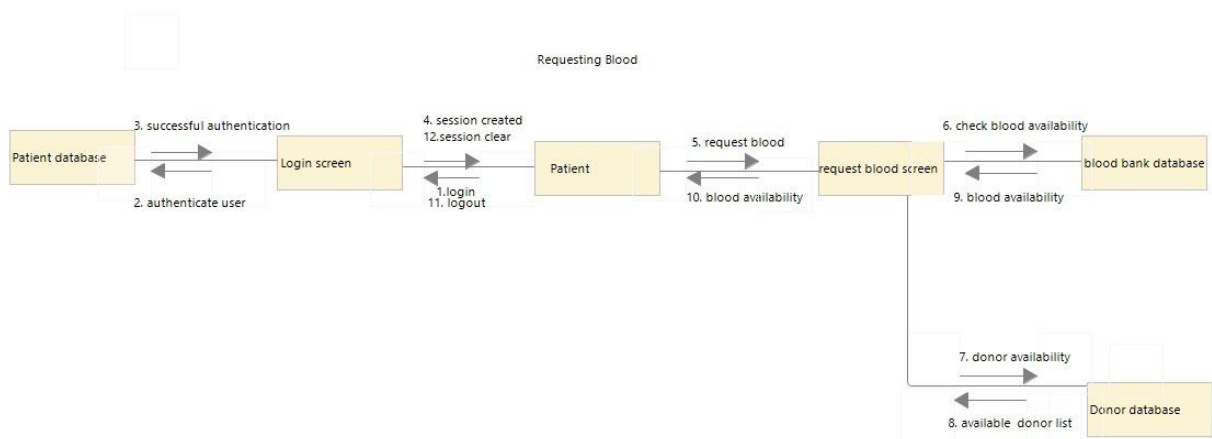 Requesting Blood
3. successful authentication
4. session created
12.session clear
5. request blood
6. check blood availability
Patient database
Login screen
Patient
request blood screen
blood bank database
2. authenticate user
1.login
11. logout
10. blood availability
9. blood availability
7. donor availability
8. available donor list
Donor database